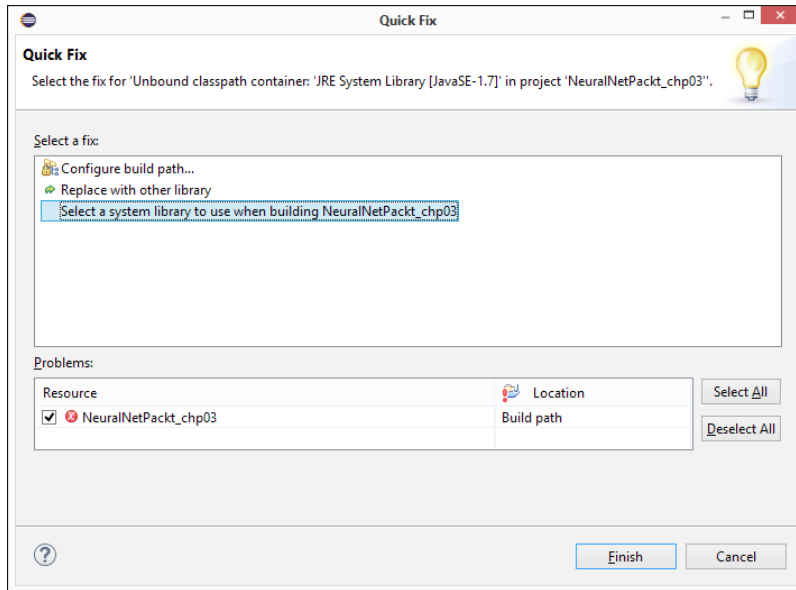 Quick Fix
Quick Fix
Select the fix for 'Unbound classpath container: 'JRE System Library [JavaSE-1.7]' in project 'NeuralNetPackt_chp03''.
Select a fix:
Configure build path...
Replace with other library
Select a system library to use when building NeuralNetPackt_chp03
Problems:
Resource Location
NeuralNetPackt_chp03 Build path
Select All
Deselect All
?
Finish Cancel